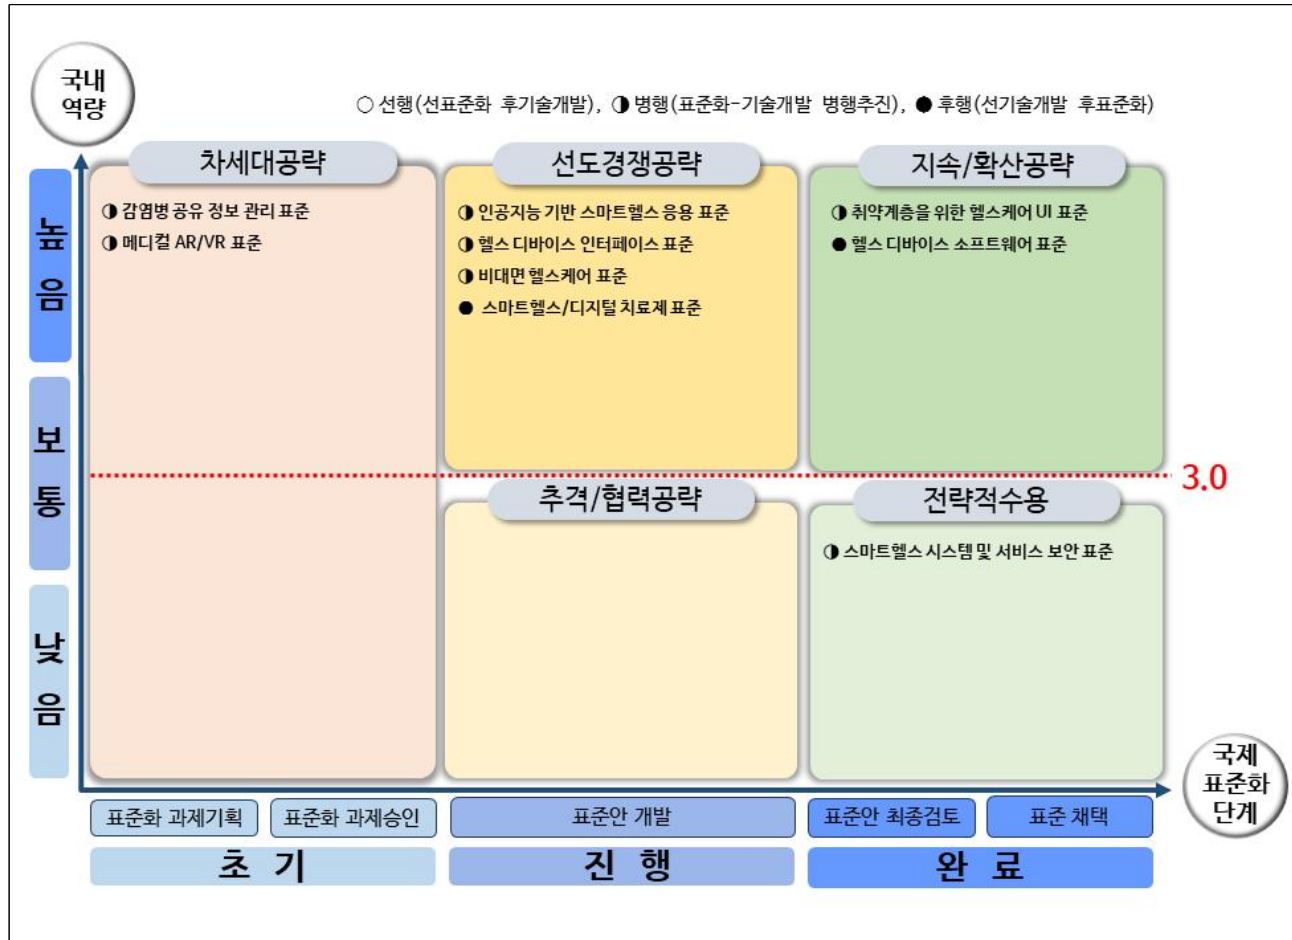 국내
역량
○ 선행(선표준화 후기술개발), ◑ 병행(표준화-기술개발 병행추진), ● 후행(선기술개발 후표준화)
차세대공략
◑ 감염병 공유 정보 관리 표준
◑ 메디컬 AR/VR 표준
선도경쟁공략
◑ 인공지능 기반 스마트헬스 응용 표준
◑ 헬스 디바이스 인터페이스 표준
◑ 비대면 헬스케어 표준
● 스마트헬스/디지털 치료제 표준
지속/확산공략
◑ 취약계층을 위한 헬스케어 UI 표준
● 헬스 디바이스 소프트웨어 표준
높음
보통
낮음
3.0
추격/협력공략
전략적수용
◑ 스마트헬스 시스템 및 서비스 보안 표준
국제
표준화
단계
표준화 과제기획
표준화 과제승인
표준안 개발
표준안 최종검토
표준 채택
초 기
진 행
완 료